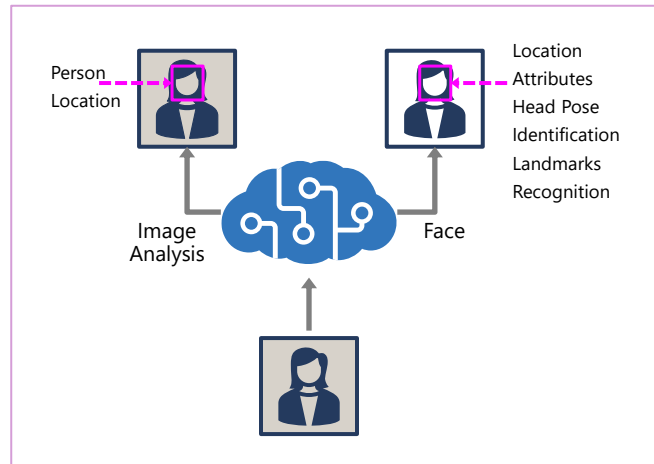 Person
Location
Location
Attributes
Head Pose
Identification
Landmarks
Recognition
Image
Analysis
Face